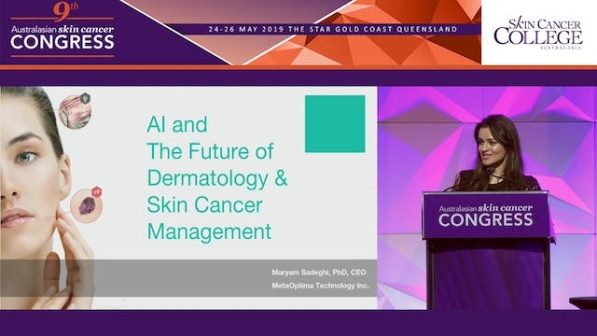 9th
Australasian skin cancer
CONGRESS
24-26 MAY 2019 THE STAR GOLD COAST QUEENSLAND
SKIN CANCER
COLLEGE
AUSTRALASIA
AI and
The Future of
Dermatology &
Skin Cancer
Management
Maryam Sadeghi, PhD, CEO
MetaOptima Technology Inc.
Australasian skin cancer
CONGRESS